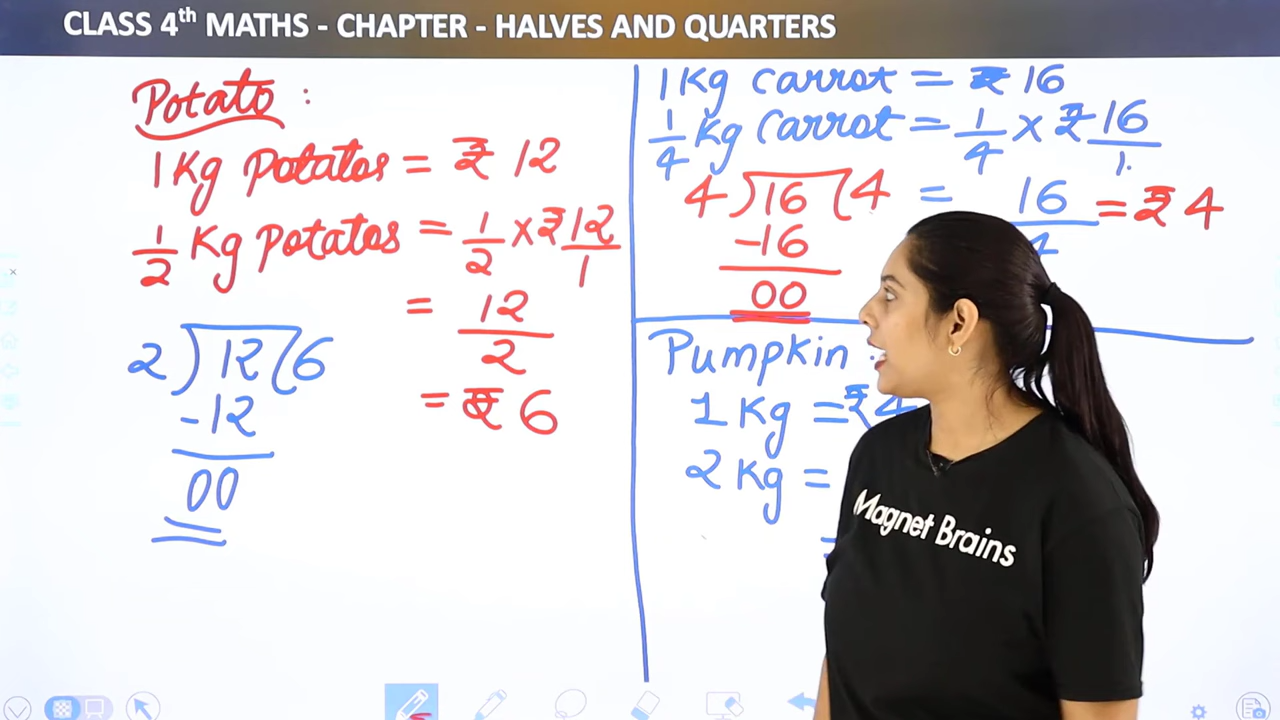 CLASS 4th MATHS - CHAPTER - HALVES AND QUARTERS
Potato :
1 Kg Potatos = ₹ 12
1/2 Kg Potatos = 1/2 × ₹ 12/1
= 12/2
= ₹ 6
2 ) 12 ( 6
-12
00
1 Kg Carrot = ₹ 16
1/4 Kg Carrot = 1/4 × ₹ 16/1
= 16/4 = ₹ 4
4 ) 16 ( 4
-16
00
Pumpkin :
1 Kg = ₹ 4
2 Kg =
=
Magnet Brains